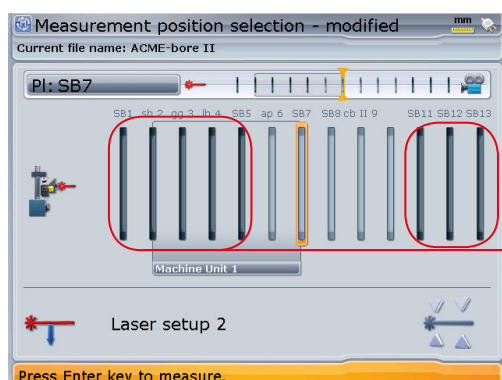 Measurement position selection - modified
mm
Current file name: ACME-bore II
Pl: SB7
SB1 sh 2 gg 3 lh 4 SB5 ap 6 SB7 SB8 cb II 9 SB11 SB12 SB13
Machine Unit 1
Laser setup 2
Press Enter key to measure.